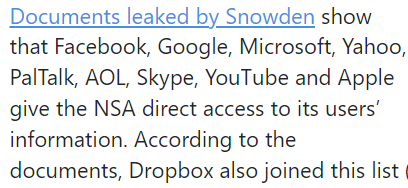 Documents leaked by Snowden show
that Facebook, Google, Microsoft, Yahoo,
PalTalk, AOL, Skype, YouTube and Apple
give the NSA direct access to its users’
information. According to the
documents, Dropbox also joined this list (